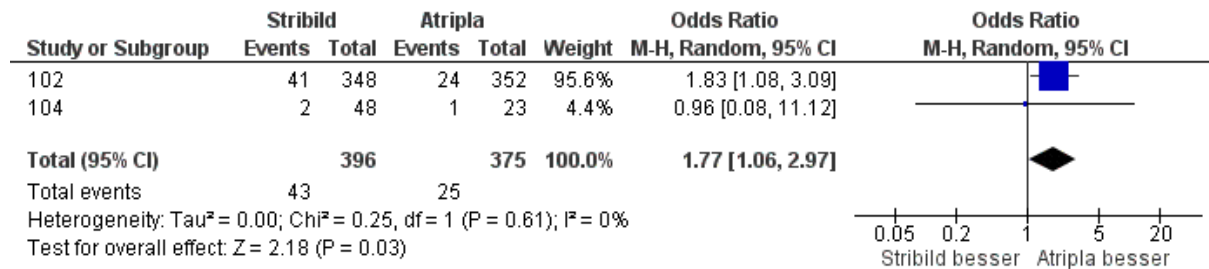 Stribild Atripla Odds Ratio Odds Ratio
Study or Subgroup Events Total Events Total Weight M-H, Random, 95% CI M-H, Random, 95% CI
102 41 348 24 352 95.6% 1.83 [1.08, 3.09]
104 2 48 1 23 4.4% 0.96 [0.08, 11.12]
Total (95% CI) 396 375 100.0% 1.77 [1.06, 2.97]
Total events 43 25
Heterogeneity: Tau² = 0.00; Chi² = 0.25, df = 1 (P = 0.61); I² = 0%
Test for overall effect: Z = 2.18 (P = 0.03)
0.05 0.2 1 5 20
Stribild besser Atripla besser